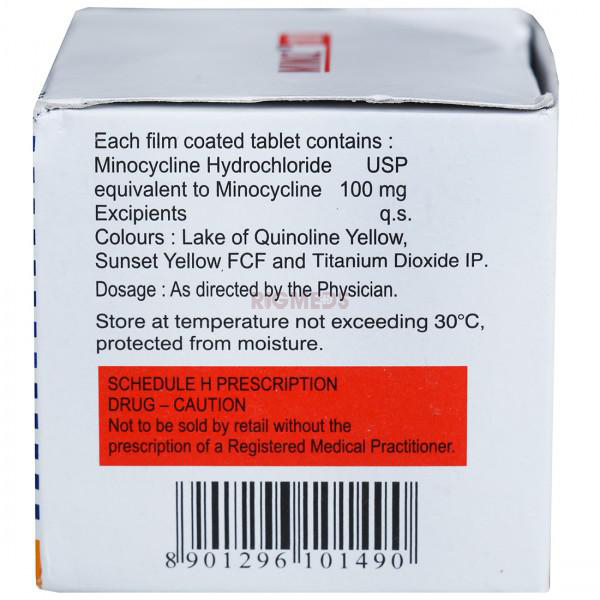 Each film coated tablet contains :
Minocycline Hydrochloride USP
equivalent to Minocycline 100 mg
Excipients q.s.
Colours : Lake of Quinoline Yellow,
Sunset Yellow FCF and Titanium Dioxide IP.
Dosage : As directed by the Physician.
RIGMEDS
Store at temperature not exceeding 30°C,
protected from moisture.
SCHEDULE H PRESCRIPTION
DRUG – CAUTION
Not to be sold by retail without the
prescription of a Registered Medical Practitioner.
8 901296 101490